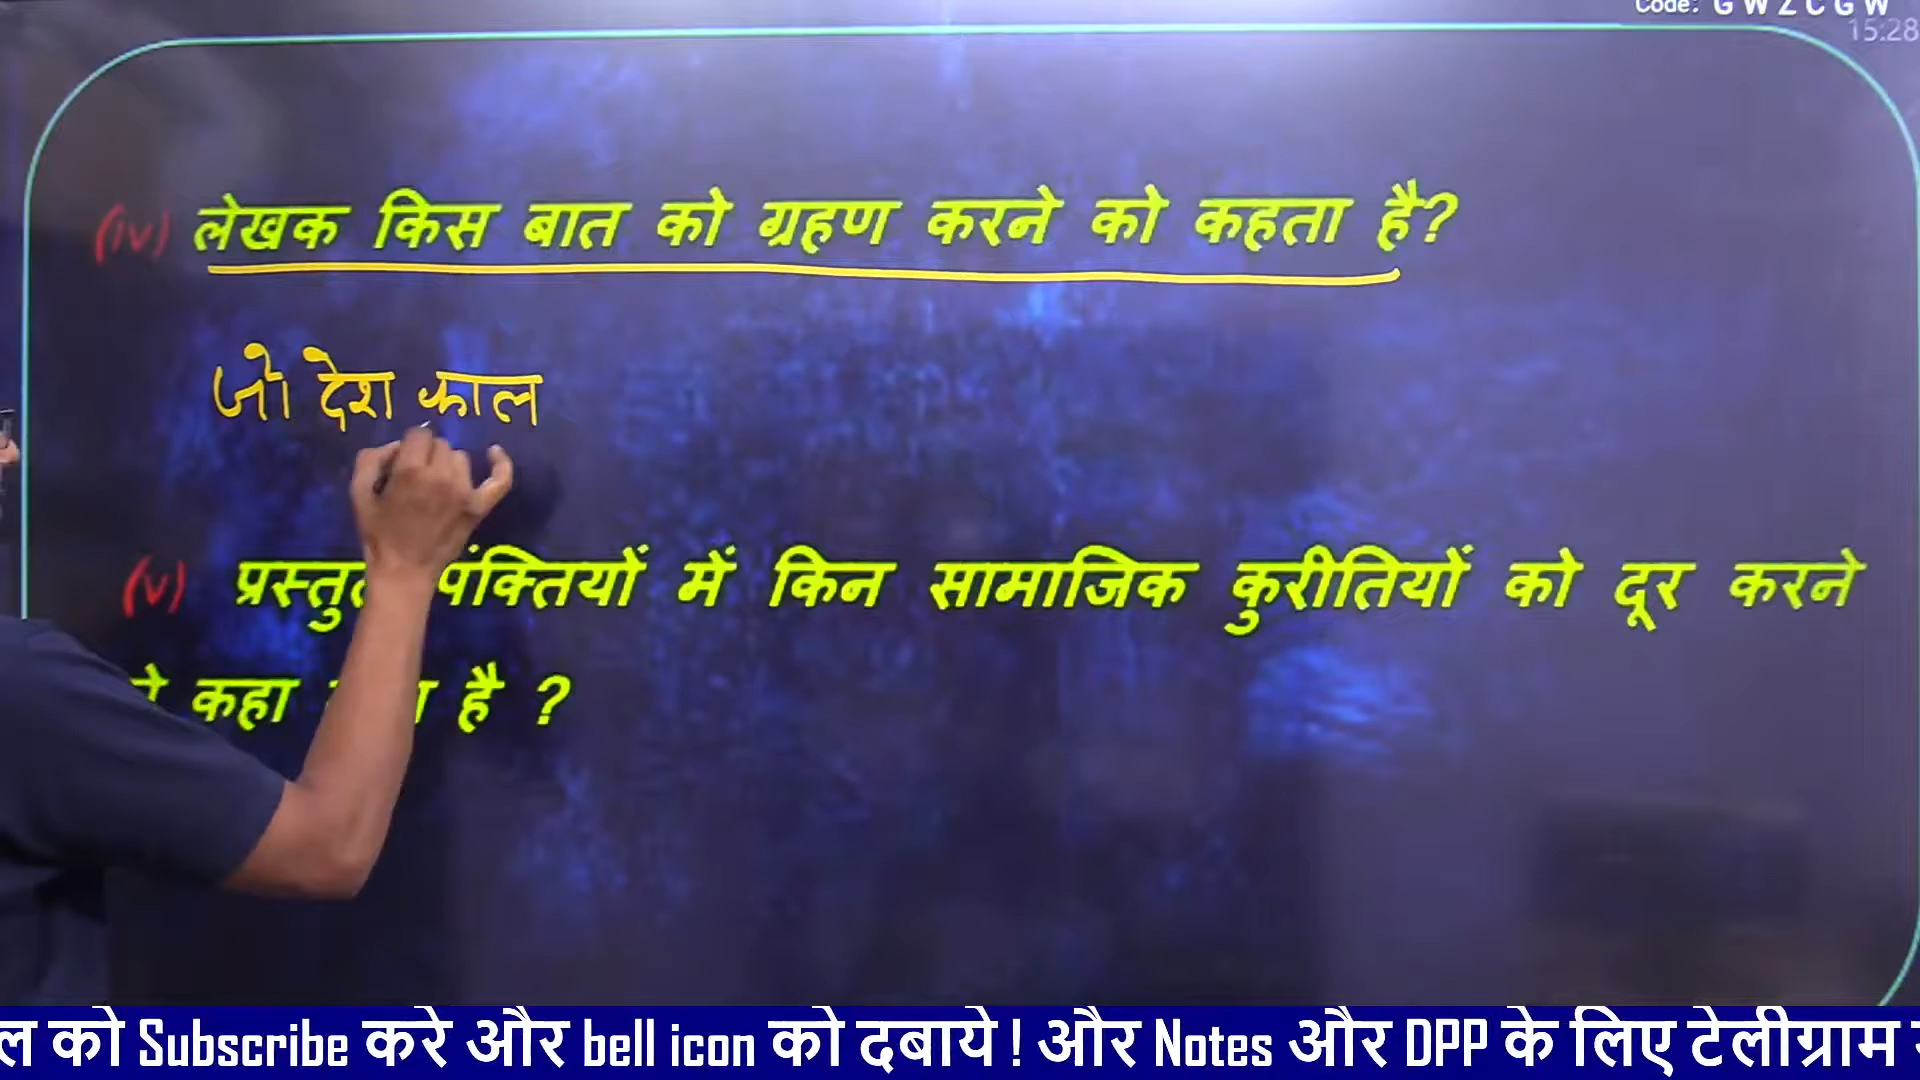 Code: G W Z C G W
15:28
(iv) लेखक किस बात को ग्रहण करने को कहता है?
जो देश काल
(v) प्रस्तुत पंक्तियों में किन सामाजिक कुरीतियों को दूर करने
कहा है ?
को Subscribe करे और bell icon को दबाये ! और Notes और DPP के लिए टेलीग्राम